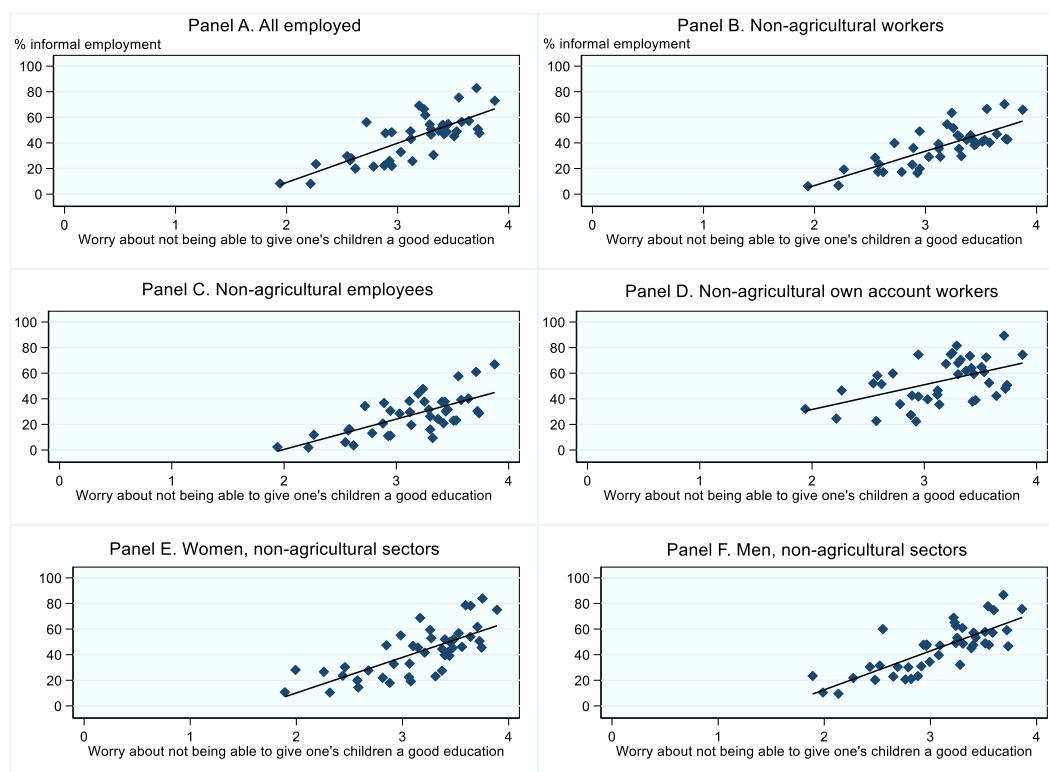 Panel A. All employed
% informal employment
100
80
60
40
20
0
0 1 2 3 4
Worry about not being able to give one's children a good education
Panel B. Non-agricultural workers
% informal employment
100
80
60
40
20
0
0 1 2 3 4
Worry about not being able to give one's children a good education
Panel C. Non-agricultural employees
100
80
60
40
20
0
0 1 2 3 4
Worry about not being able to give one's children a good education
Panel D. Non-agricultural own account workers
100
80
60
40
20
0
0 1 2 3 4
Worry about not being able to give one's children a good education
Panel E. Women, non-agricultural sectors
100
80
60
40
20
0
0 1 2 3 4
Worry about not being able to give one's children a good education
Panel F. Men, non-agricultural sectors
100
80
60
40
20
0
0 1 2 3 4
Worry about not being able to give one's children a good education